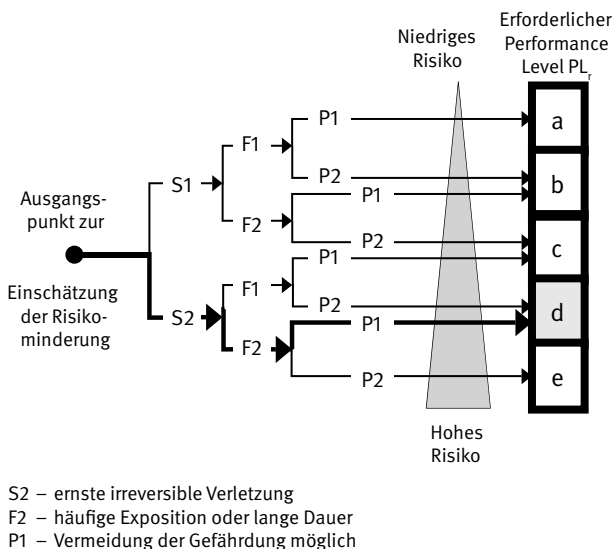 Niedriges
Risiko
Erforderlicher
Performance
Level PLr
Ausgangs-
punkt zur
Einschätzung
der Risiko-
minderung
S1
S2
F1
F2
F1
F2
P1
P2
P1
P2
P1
P2
P1
P2
a
b
c
d
e
Hohes
Risiko
S2 – ernste irreversible Verletzung
F2 – häufige Exposition oder lange Dauer
P1 – Vermeidung der Gefährdung möglich